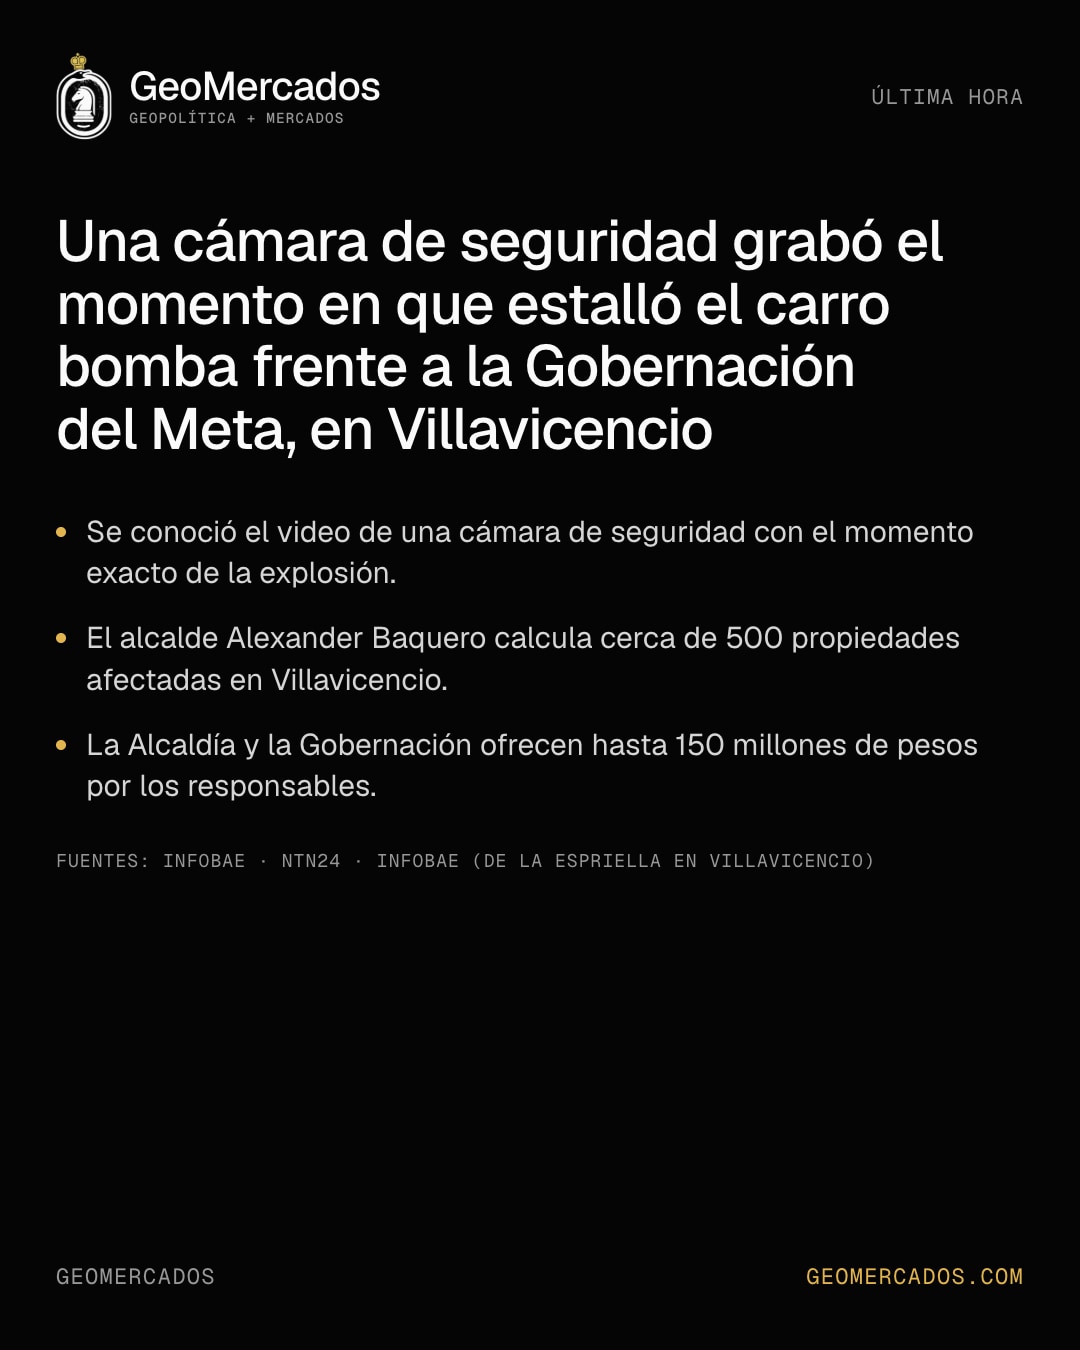 GeoMercados
GEOPOLÍTICA + MERCADOS
ÚLTIMA HORA
Una cámara de seguridad grabó el
momento en que estalló el carro
bomba frente a la Gobernación
del Meta, en Villavicencio
• Se conoció el video de una cámara de seguridad con el momento
exacto de la explosión.
• El alcalde Alexander Baquero calcula cerca de 500 propiedades
afectadas en Villavicencio.
• La Alcaldía y la Gobernación ofrecen hasta 150 millones de pesos
por los responsables.
FUENTES: INFOBAE · NTN24 · INFOBAE (DE LA ESPRIELLA EN VILLAVICENCIO)
GEOMERCADOS
GEOMERCADOS.COM